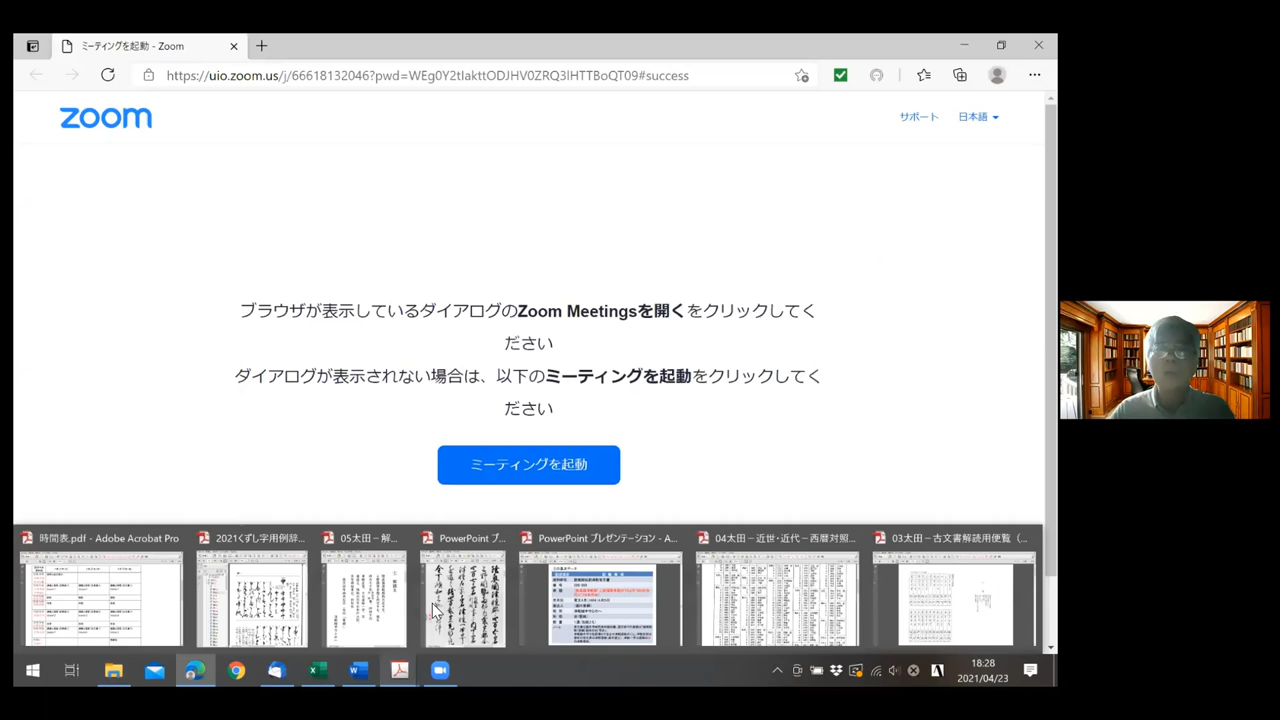 ミーティングを起動 - Zoom
https://uio.zoom.us/j/66618132046?pwd=WEg0Y2tIakttODJHV0ZRQ3lHTTBoQT09#success
zoom
サポート
日本語
ブラウザが表示しているダイアログのZoom Meetingsを開くをクリックしてく
ださい
ダイアログが表示されない場合は、以下のミーティングを起動をクリックしてく
ださい
ミーティングを起動
時間表.pdf - Adobe Acrobat Pro
2021くずし字用例辞...
05太田－解...
PowerPoint プ...
PowerPoint プレゼンテーション - A...
04太田－近世・近代－西暦対照...
03太田－古文書解読用便覧（...
18:28
2021/04/23